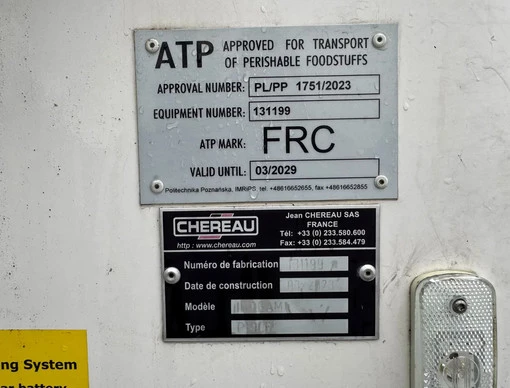 ATP APPROVED FOR TRANSPORT
OF PERISHABLE FOODSTUFFS
APPROVAL NUMBER: PL/PP 1751/2023
EQUIPMENT NUMBER: 131199
ATP MARK: FRC
VALID UNTIL: 03/2029
Politechnika Poznańska, IMRiPS tel. +48616652655, fax +48616652855
CHEREAU
http : www.chereau.com
Jean CHEREAU SAS
FRANCE
Tél: +33 (0) 233.580.600
Fax: +33 (0) 233.584.479
Numéro de fabrication
Date de construction
Modèle
Type
ng System
battery